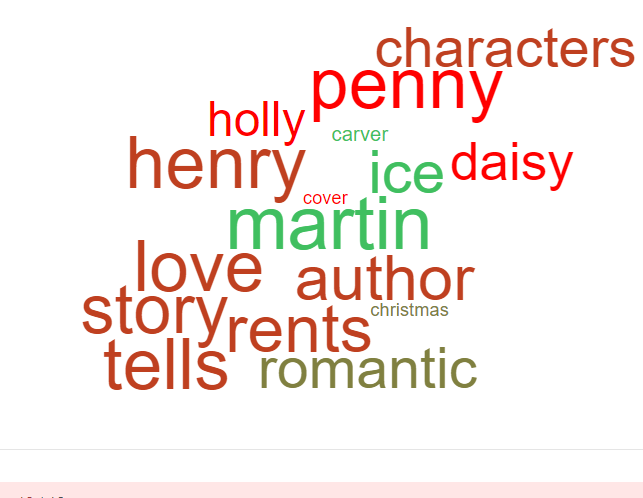 characters
penny
holly
carver
henry
ice
daisy
cover
martin
love
author
story
christmas
rents
tells
romantic